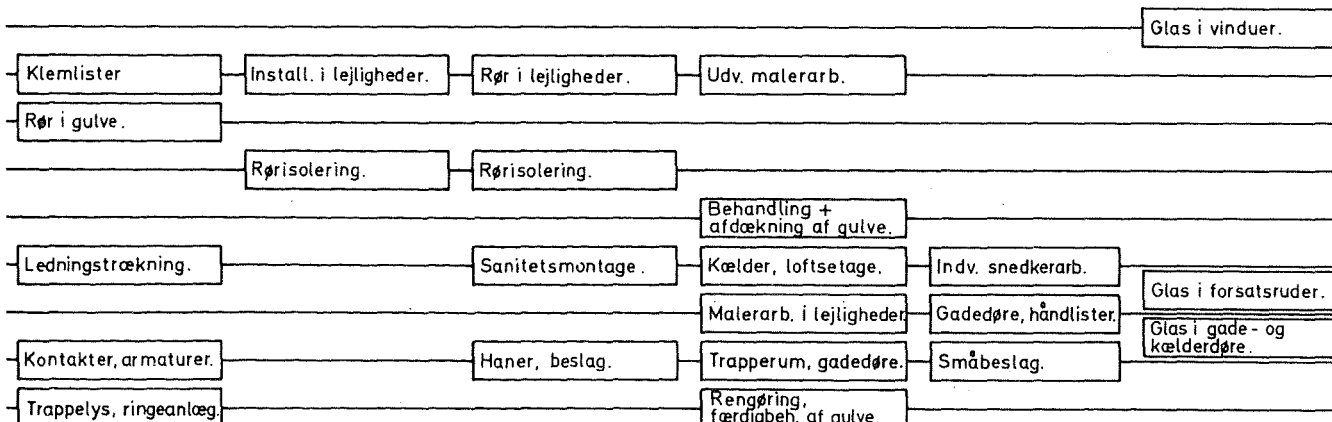 Glas i vinduer.
Klemlister
Install. i lejligheder.
Rør i lejligheder.
Udv. malerarb.
Rør i gulve.
Rørisolering.
Rørisolering.
Behandling +
afdækning af gulve.
Ledningstrækning.
Sanitetsmontage.
Kælder, loftsetage.
Indv. snedkerarb.
Glas i forsatsruder.
Malerarb. i lejligheder
Gadedøre, håndlister.
Glas i gade- og
kælderdøre.
Kontakter, armaturer.
Haner, beslag.
Trapperum, gadedøre.
Småbeslag.
Trappelys, ringeanlæg.
Rengøring,
færdigbeh. af gulve.